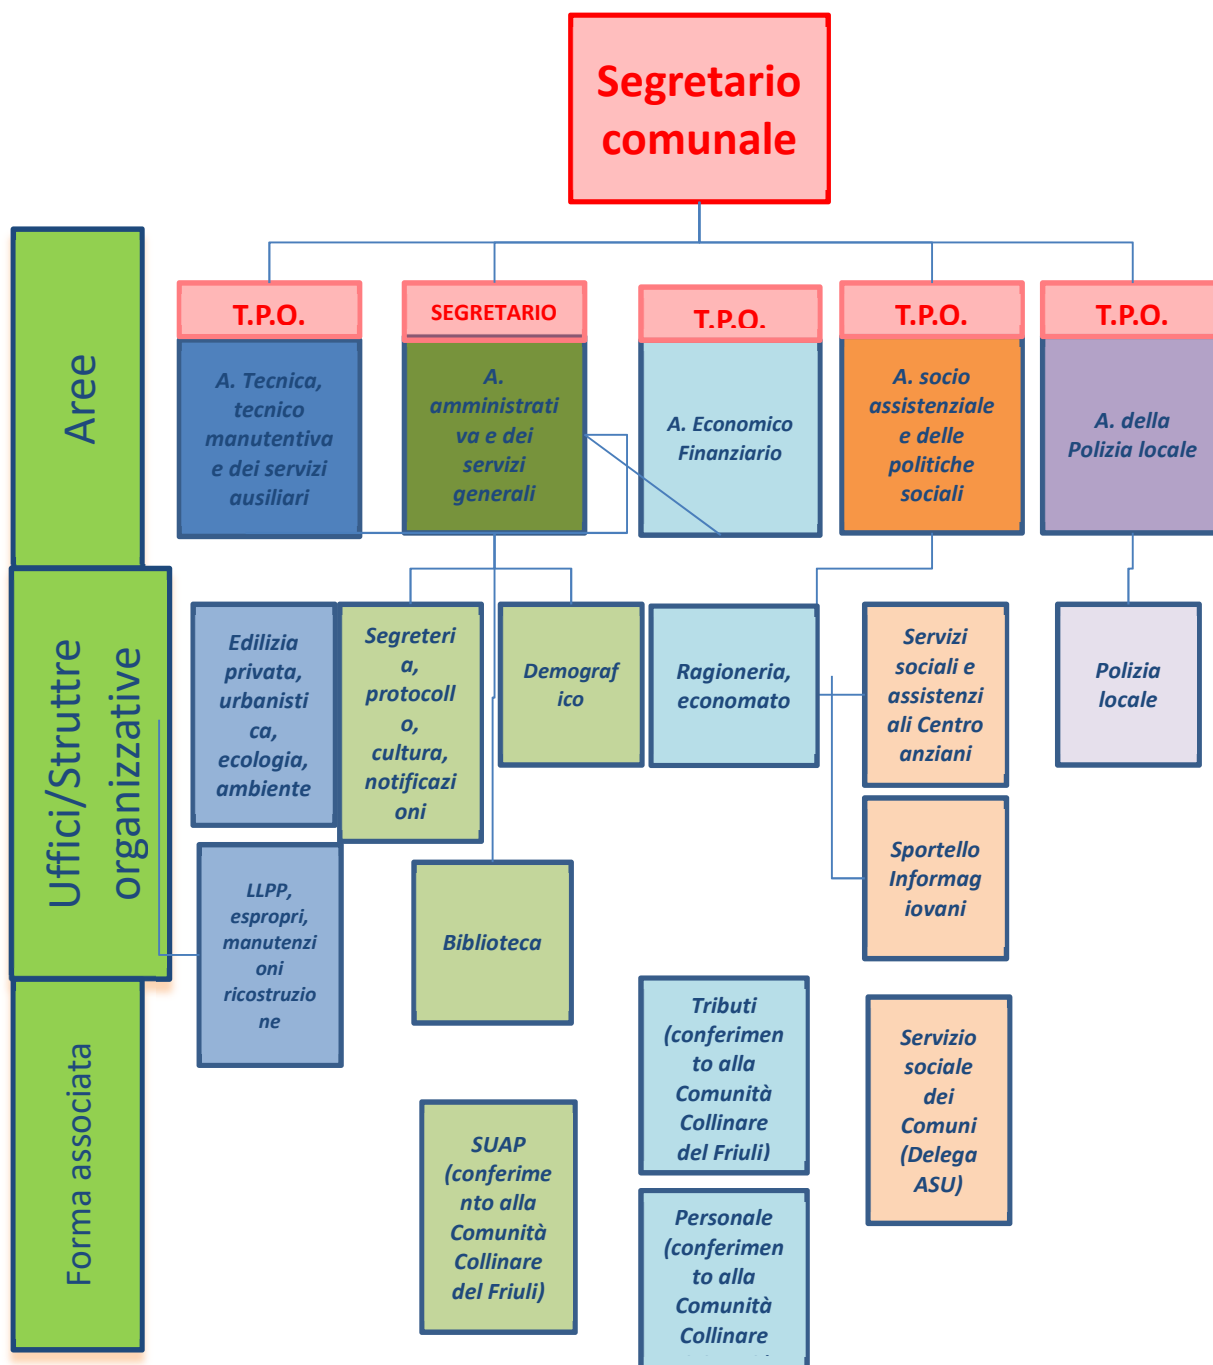 Segretario
comunale
Aree
T.P.O.
SEGRETARIO
T.P.O.
T.P.O.
T.P.O.
A. Tecnica,
tecnico
manutentiva
e dei servizi
ausiliari
A.
amministrati
va e dei
servizi
generali
A. Economico
Finanziario
A. socio
assistenziale
e delle
politiche
sociali
A. della
Polizia locale
Uffici/Struttre
organizzative
Edilizia
privata,
urbanisti
ca,
ecologia,
ambiente
Segreteri
a,
protocoll
o,
cultura,
notificazi
oni
Demograf
ico
Ragioneria,
economato
Servizi
sociali e
assistenzi
ali Centro
anziani
Polizia
locale
LLPP,
espropri,
manutenzi
oni
ricostruzio
ne
Biblioteca
Sportello
Informag
iovani
Forma associata
SUAP
(conferime
nto alla
Comunità
Collinare
del Friuli)
Tributi
(conferimen
to alla
Comunità
Collinare
del Friuli)
Servizio
sociale
dei
Comuni
(Delega
ASU)
Personale
(conferimen
to alla
Comunità
Collinare